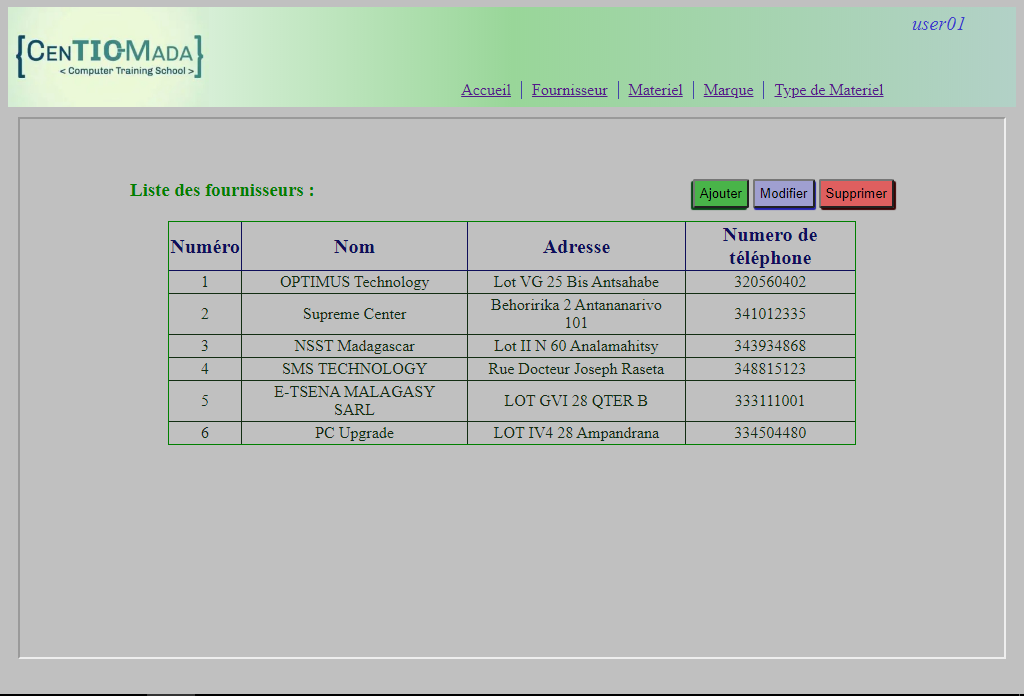 user01
{CENTIC-MADA}
< Computer Training School >
Accueil | Fournisseur | Materiel | Marque | Type de Materiel
Liste des fournisseurs :
Ajouter Modifier Supprimer
Numéro Nom Adresse Numero de téléphone
1 OPTIMUS Technology Lot VG 25 Bis Antsahabe 320560402
2 Supreme Center Behoririka 2 Antananarivo 101 341012335
3 NSST Madagascar Lot II N 60 Analamahitsy 343934868
4 SMS TECHNOLOGY Rue Docteur Joseph Raseta 348815123
5 E-TSENA MALAGASY SARL LOT GVI 28 QTER B 333111001
6 PC Upgrade LOT IV4 28 Ampandrana 334504480